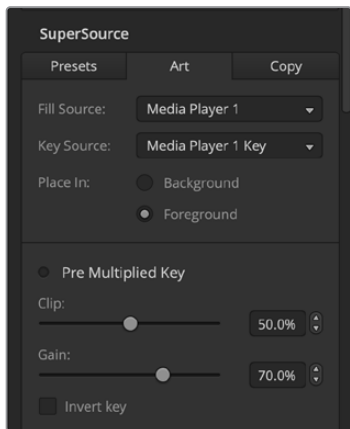 SuperSource
Presets Art Copy
Fill Source: Media Player 1
Key Source: Media Player 1 Key
Place In: Background
Foreground
Pre Multiplied Key
Clip:
50.0%
Gain:
70.0%
Invert key